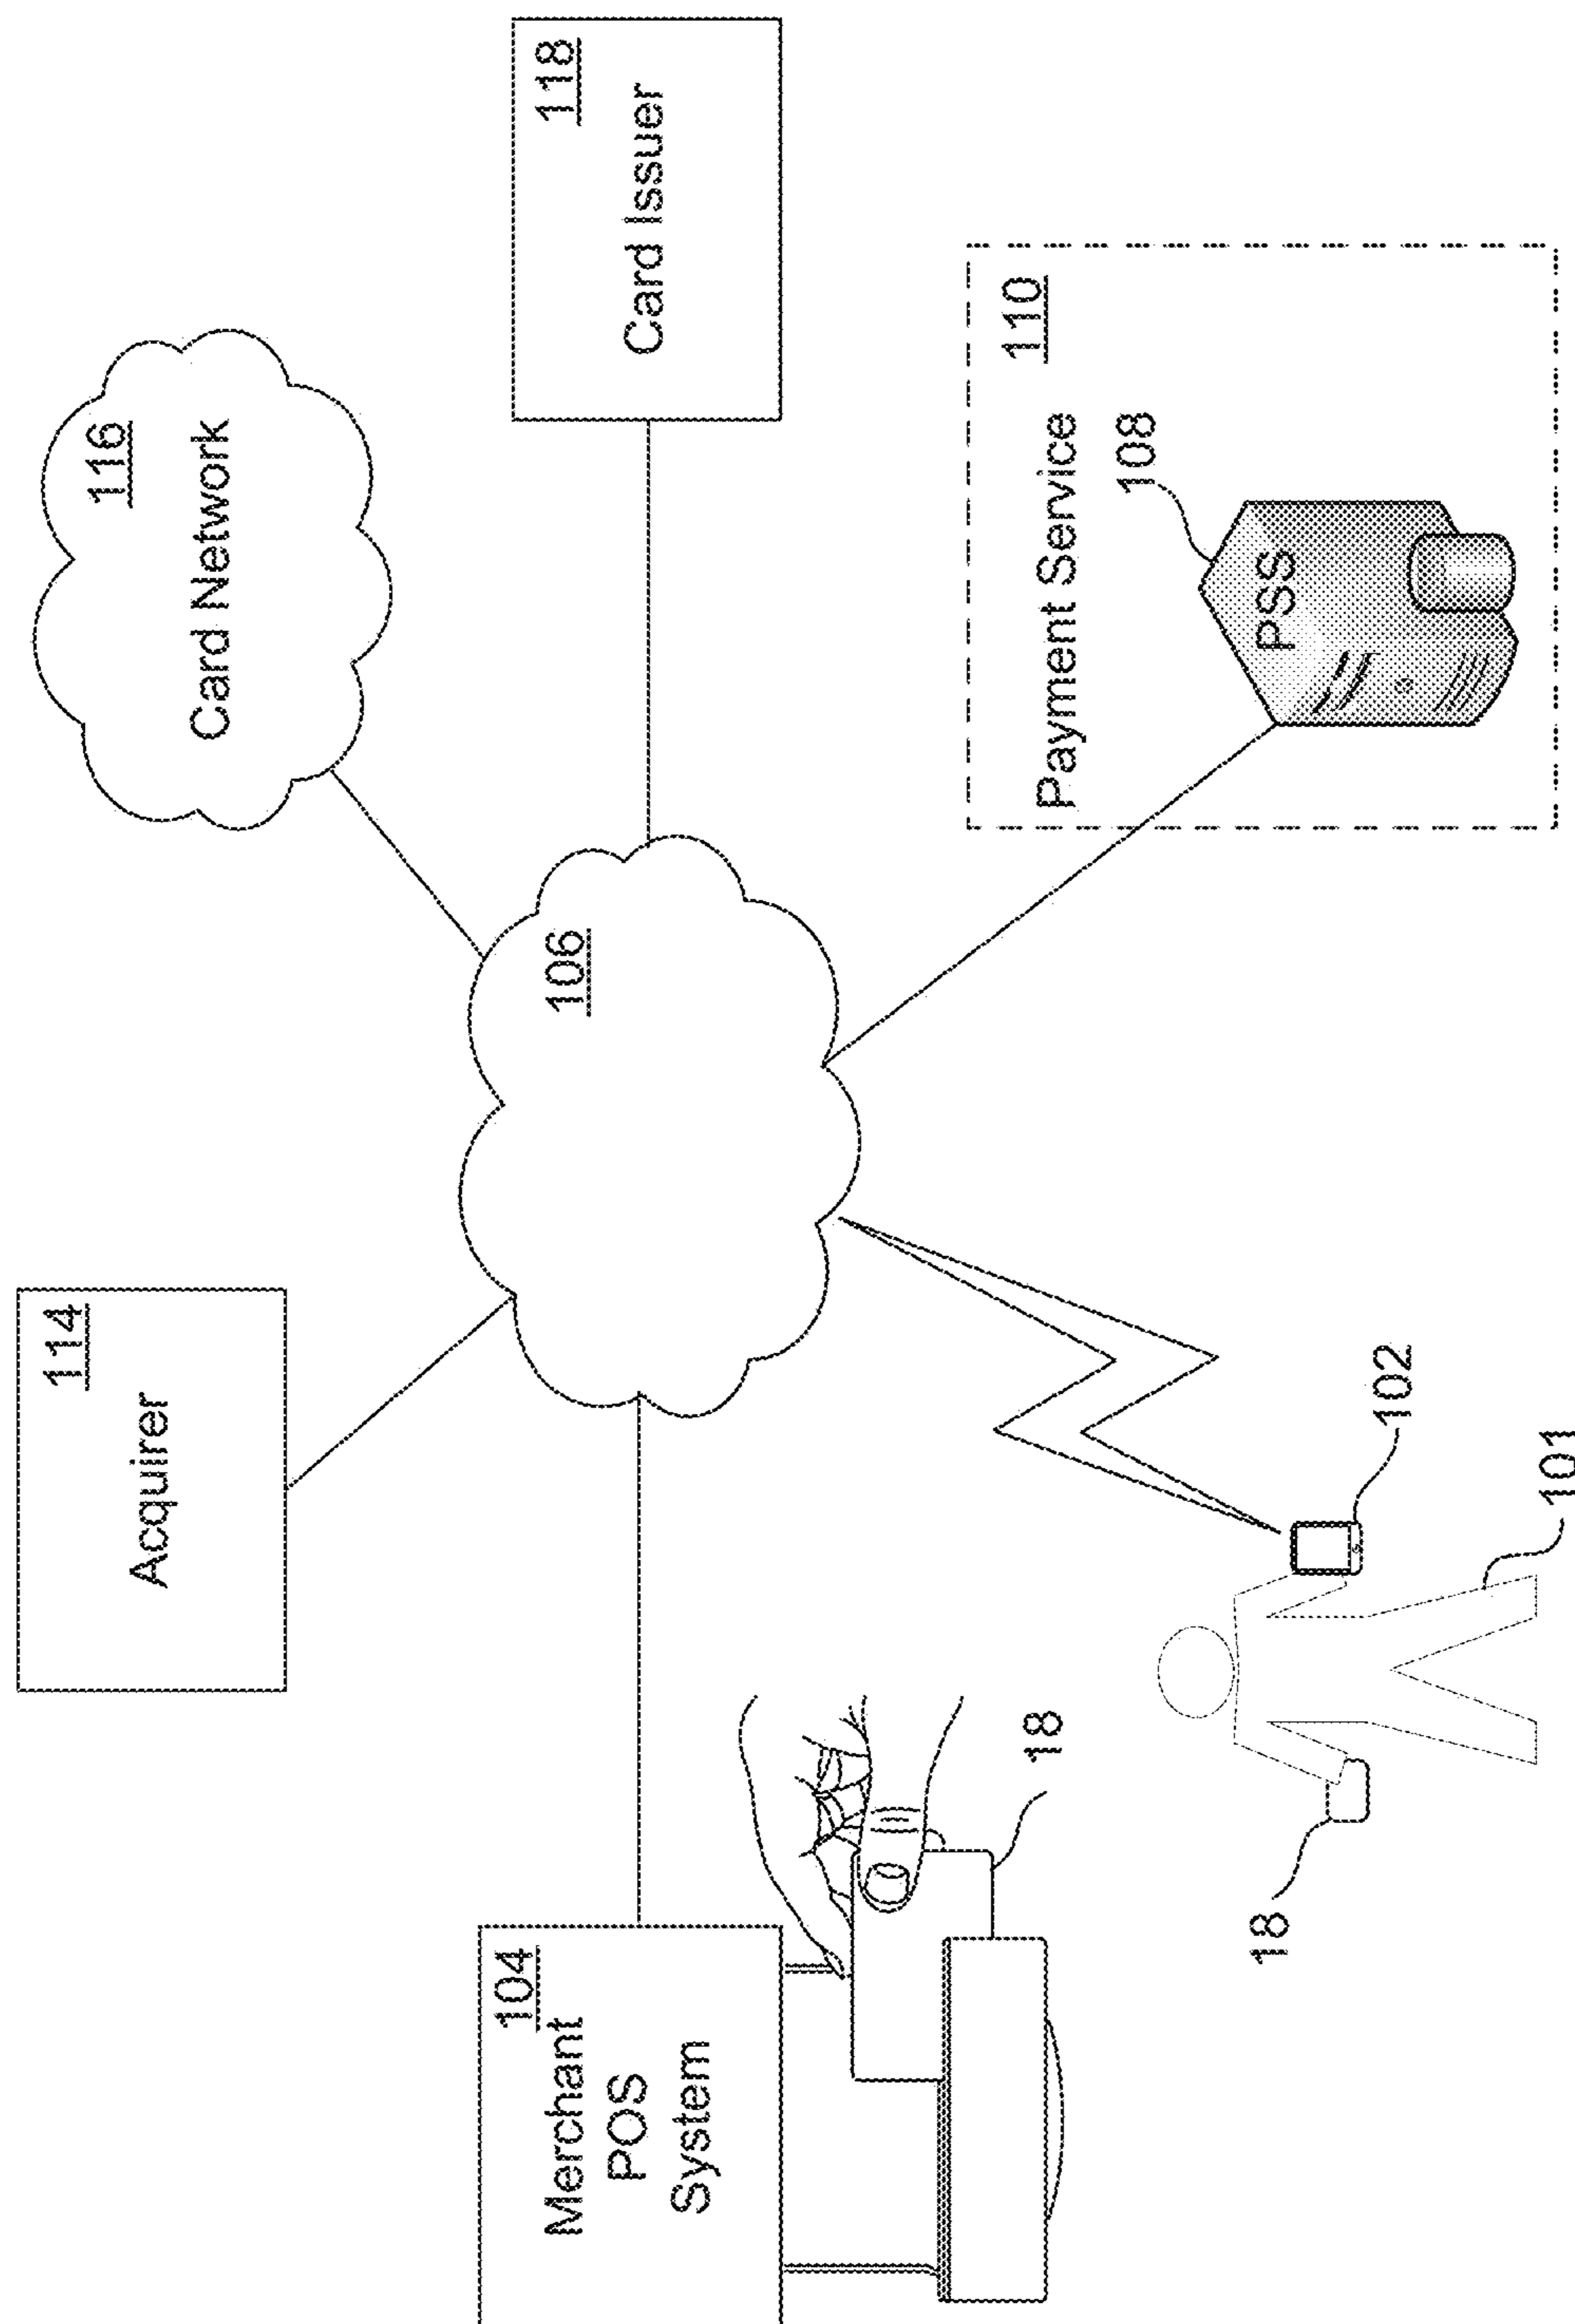 114
Acquirer
116
Card Network
104
Merchant
POS
System
106
118
Card Issuer
18
18
102
101
110
Payment Service
108
PSS